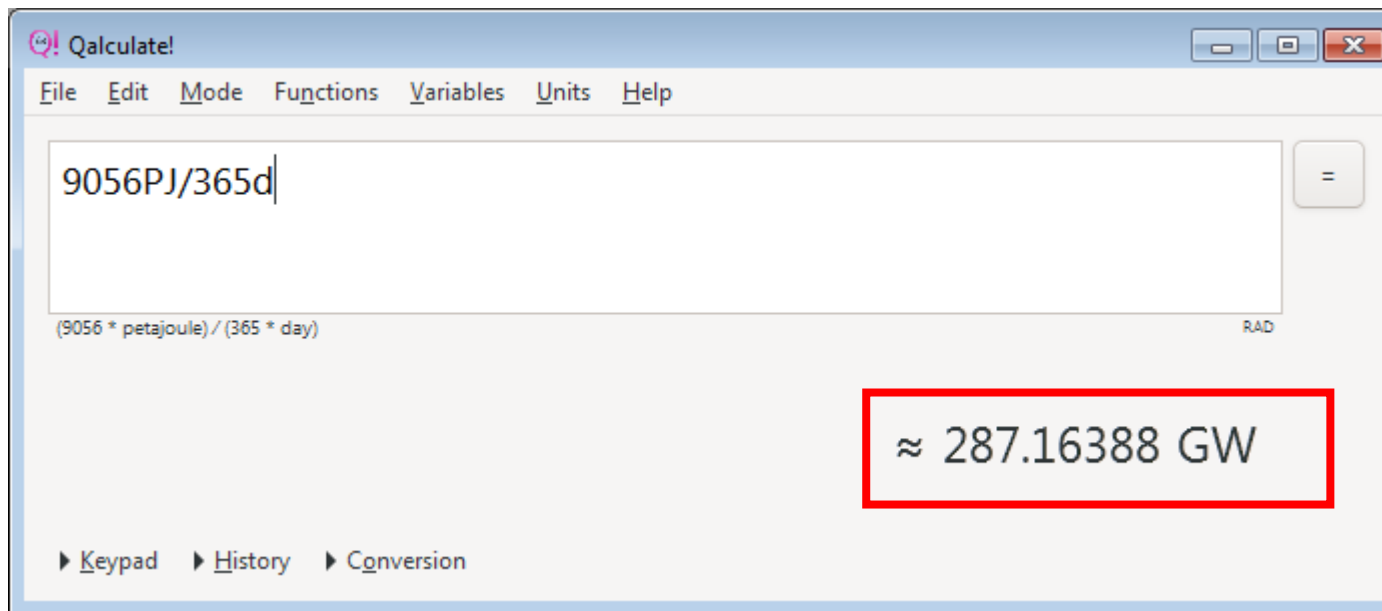 Qalculate!
File Edit Mode Functions Variables Units Help
9056PJ/365d
=
(9056 * petajoule) / (365 * day) RAD
≈ 287.16388 GW
Keypad History Conversion